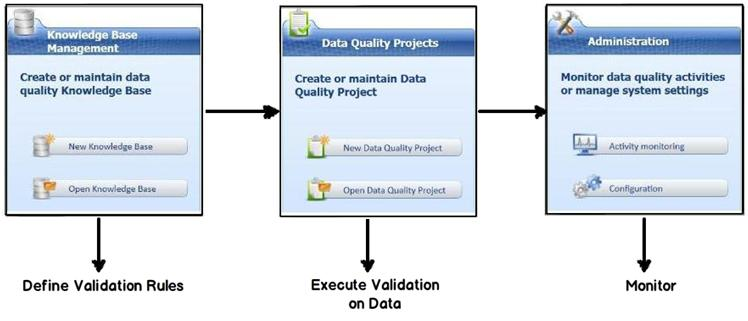 Knowledge Base
Management
Create or maintain data
quality Knowledge Base
New Knowledge Base
Open Knowledge Base
Define Validation Rules
Data Quality Projects
Create or maintain Data
Quality Project
New Data Quality Project
Open Data Quality Project
Execute Validation
on Data
Administration
Monitor data quality activities
or manage system settings
Activity monitoring
Configuration
Monitor